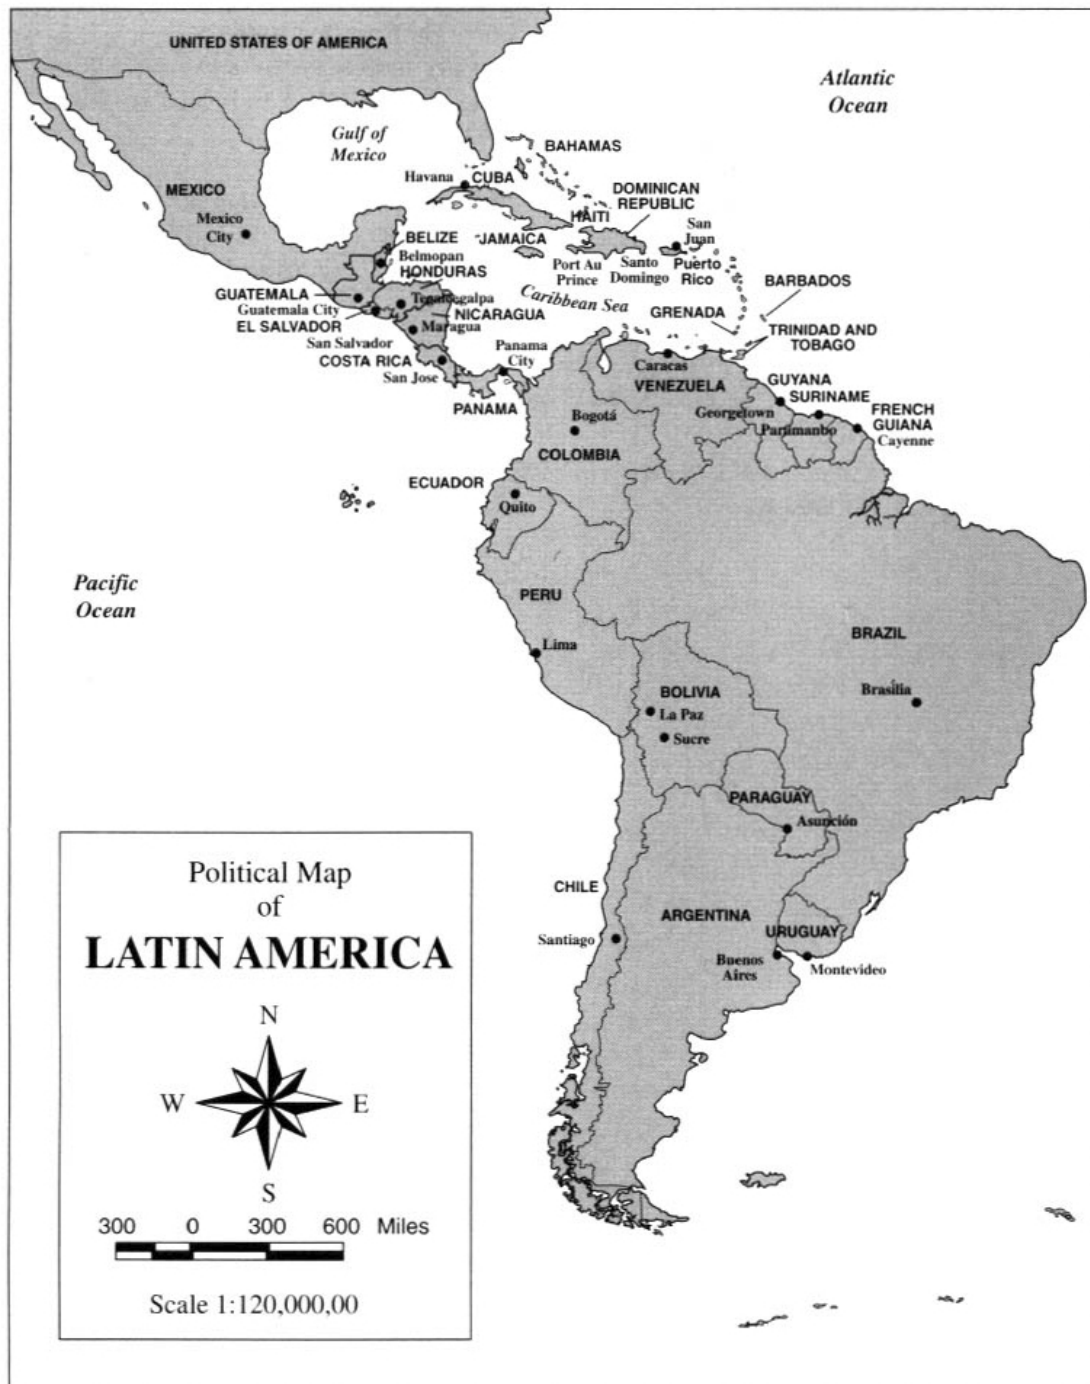 UNITED STATES OF AMERICA
Atlantic
Ocean
Gulf of
Mexico
BAHAMAS
Havana
CUBA
MEXICO
DOMINICAN
REPUBLIC
HAITI
San
Juan
Mexico
City
BELIZE
JAMAICA
Belmopan
Port Au
Prince
Santo
Domingo
Puerto
Rico
HONDURAS
BARBADOS
GUATEMALA
Tegalcegalpa
Caribbean Sea
Guatemala City
NICARAGUA
GRENADA
EL SALVADOR
Maragua
TRINIDAD AND
TOBAGO
San Salvador
Panama
City
COSTA RICA
San Jose
Caracas
VENEZUELA
GUYANA
SURINAME
PANAMA
Bogotá
Georgetown
FRENCH
GUIANA
Paramanbo
Cayenne
COLOMBIA
ECUADOR
Quito
Pacific
Ocean
PERU
BRAZIL
Lima
BOLIVIA
Brasília
La Paz
Sucre
PARAGUAY
Asunción
CHILE
ARGENTINA
URUGUAY
Santiago
Buenos
Aires
Montevideo
Political Map
of
LATIN AMERICA
N
W
E
S
300 0 300 600 Miles
Scale 1:120,000,00